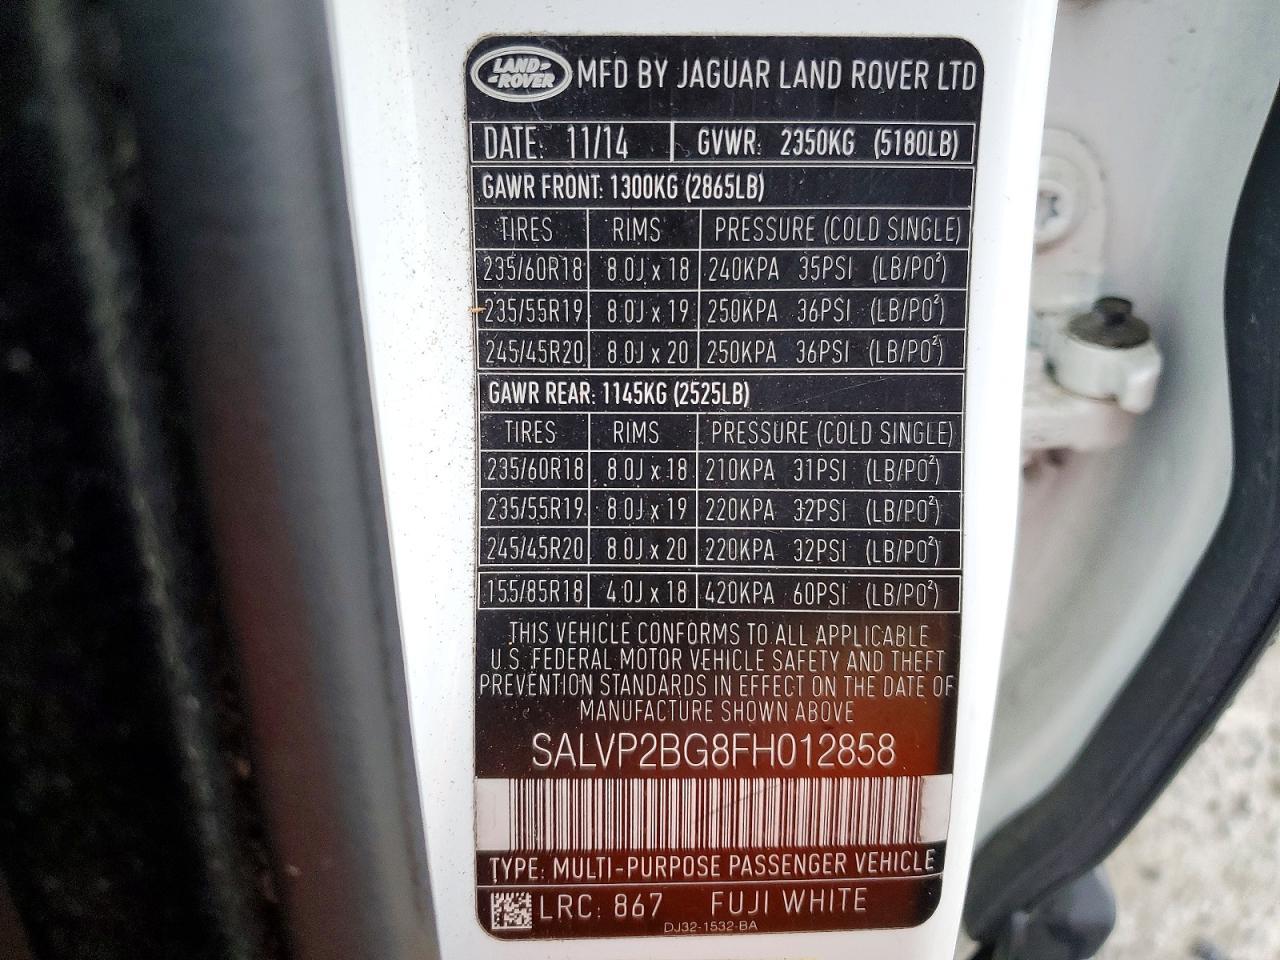 LAND-
-ROVER
MFD BY JAGUAR LAND ROVER LTD
DATE: 11/14 GVWR: 2350KG (5180LB)
GAWR FRONT: 1300KG (2865LB)
TIRES RIMS PRESSURE (COLD SINGLE)
235/60R18 8.0J x 18 240KPA 35PSI (LB/PO²)
235/55R19 8.0J x 19 250KPA 36PSI (LB/PO²)
245/45R20 8.0J x 20 250KPA 36PSI (LB/PO²)
GAWR REAR: 1145KG (2525LB)
TIRES RIMS PRESSURE (COLD SINGLE)
235/60R18 8.0J x 18 210KPA 31PSI (LB/PO²)
235/55R19 8.0J x 19 220KPA 32PSI (LB/PO²)
245/45R20 8.0J x 20 220KPA 32PSI (LB/PO²)
155/85R18 4.0J x 18 420KPA 60PSI (LB/PO²)
THIS VEHICLE CONFORMS TO ALL APPLICABLE
U.S. FEDERAL MOTOR VEHICLE SAFETY AND THEFT
PREVENTION STANDARDS IN EFFECT ON THE DATE OF
MANUFACTURE SHOWN ABOVE
SALVP2BG8FH012858
TYPE: MULTI-PURPOSE PASSENGER VEHICLE
LRC: 867 FUJI WHITE
DJ32-1532-BA